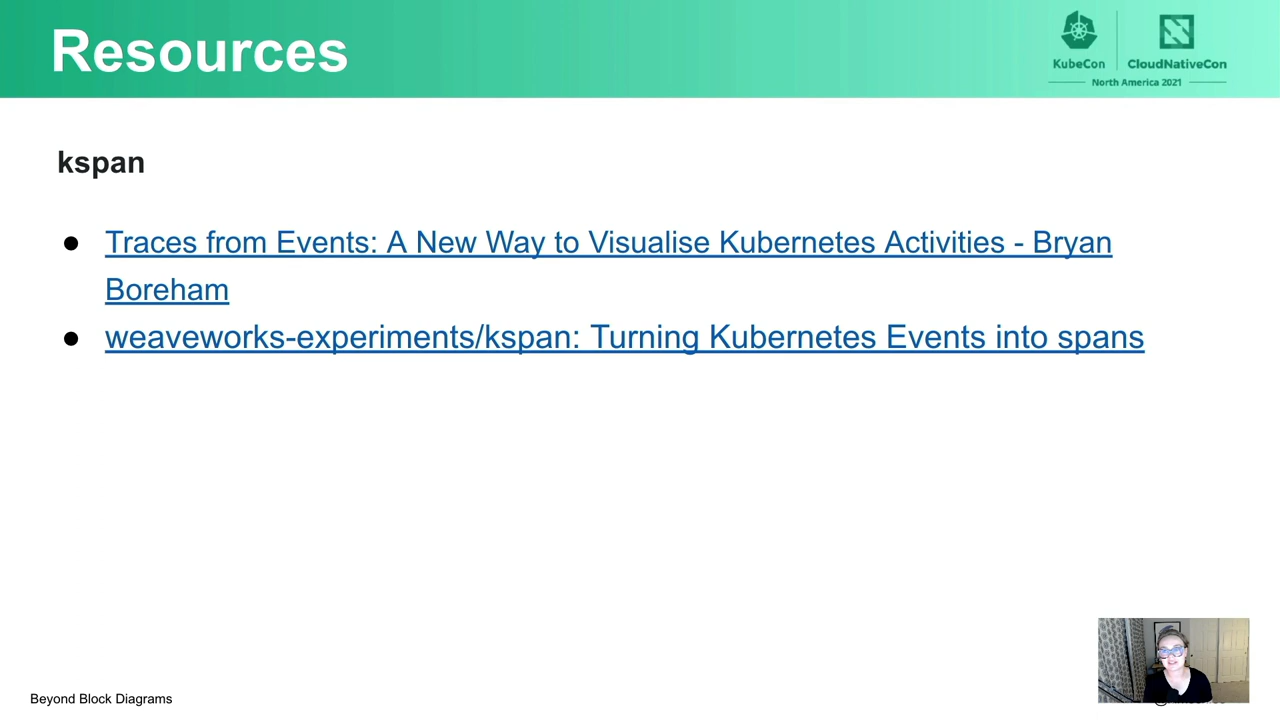 Resources
KubeCon
CloudNativeCon
North America 2021
kspan
● Traces from Events: A New Way to Visualise Kubernetes Activities - Bryan
Boreham
● weaveworks-experiments/kspan: Turning Kubernetes Events into spans
Beyond Block Diagrams